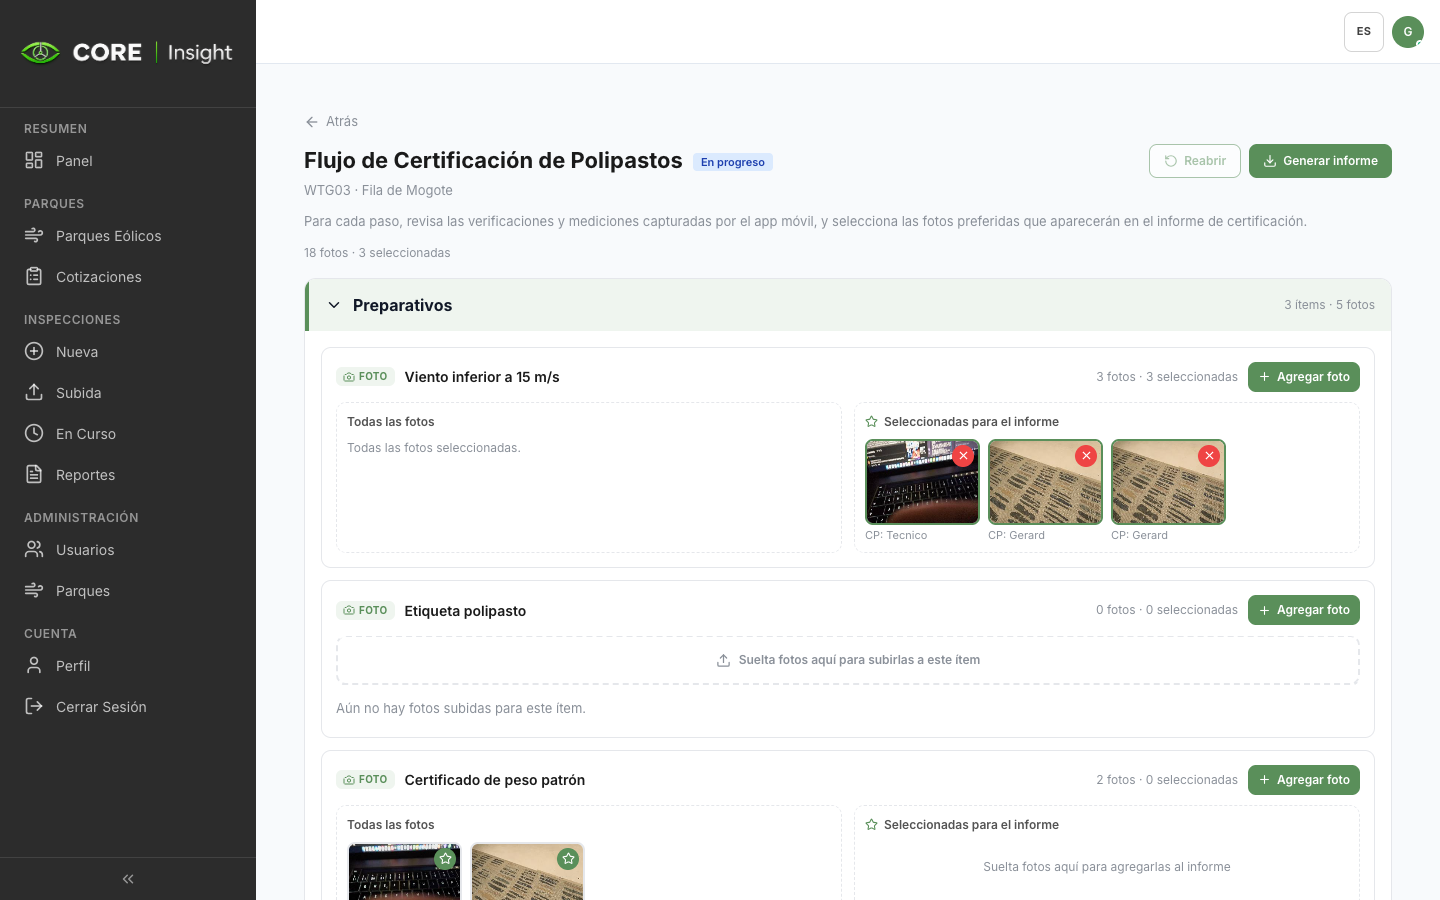 CORE | Insight
ES
G
RESUMEN
Panel
PARQUES
Parques Eólicos
Cotizaciones
INSPECCIONES
Nueva
Subida
En Curso
Reportes
ADMINISTRACIÓN
Usuarios
Parques
CUENTA
Perfil
Cerrar Sesión
Atrás
Flujo de Certificación de Polipastos
En progreso
Reabrir
Generar informe
WTG03 · Fila de Mogote
Para cada paso, revisa las verificaciones y mediciones capturadas por el app móvil, y selecciona las fotos preferidas que aparecerán en el informe de certificación.
18 fotos · 3 seleccionadas
Preparativos
3 ítems · 5 fotos
FOTO
Viento inferior a 15 m/s
3 fotos · 3 seleccionadas
Agregar foto
Todas las fotos
Todas las fotos seleccionadas.
Seleccionadas para el informe
CP: Tecnico
CP: Gerard
CP: Gerard
FOTO
Etiqueta polipasto
0 fotos · 0 seleccionadas
Agregar foto
Suelta fotos aquí para subirlas a este ítem
Aún no hay fotos subidas para este ítem.
FOTO
Certificado de peso patrón
2 fotos · 0 seleccionadas
Agregar foto
Todas las fotos
Seleccionadas para el informe
Suelta fotos aquí para agregarlas al informe